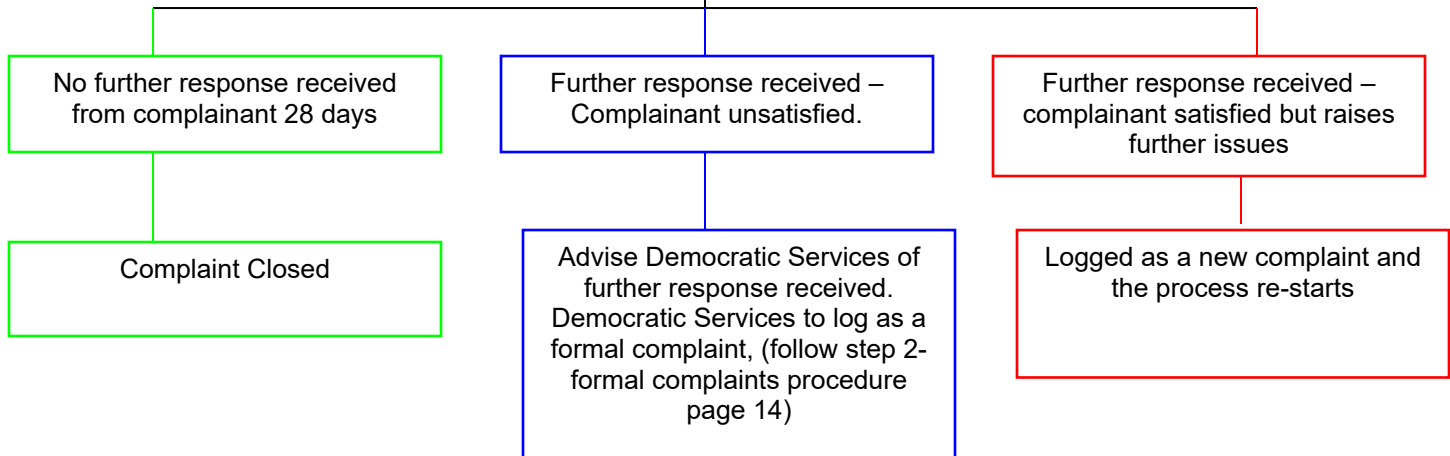 No further response received
from complainant 28 days
Further response received –
Complainant unsatisfied.
Further response received –
complainant satisfied but raises
further issues
Complaint Closed
Advise Democratic Services of
further response received.
Democratic Services to log as a
formal complaint, (follow step 2-
formal complaints procedure
page 14)
Logged as a new complaint and
the process re-starts